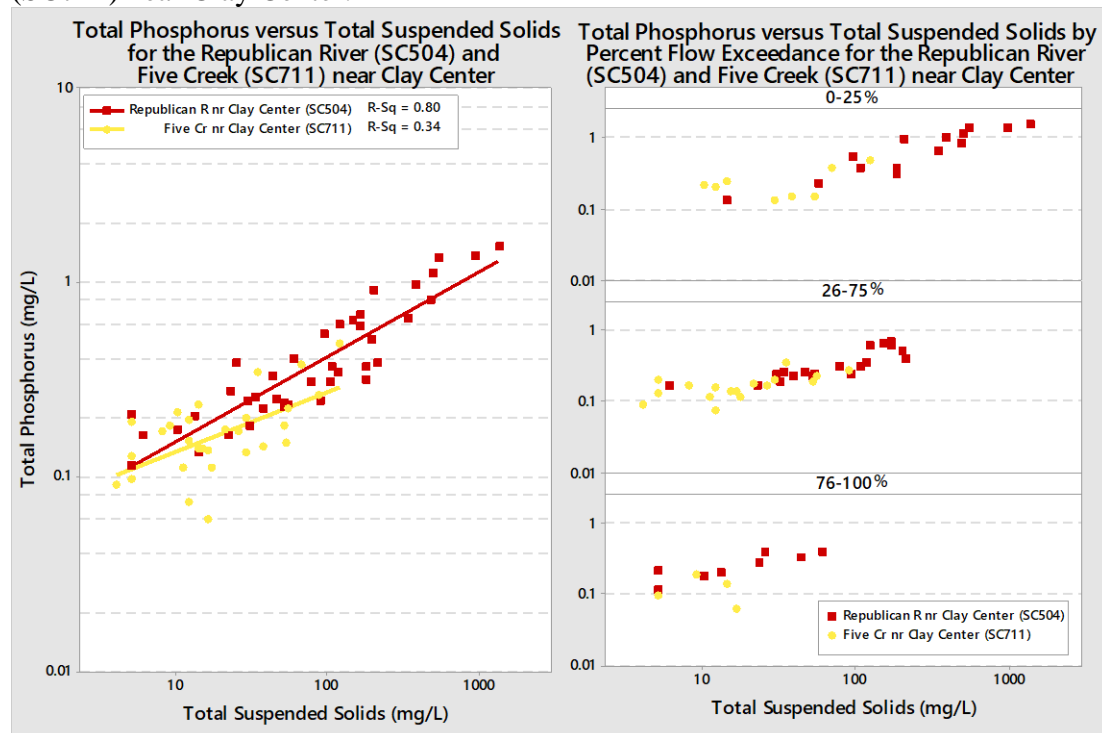 Total Phosphorus versus Total Suspended Solids
for the Republican River (SC504) and
Five Creek (SC711) near Clay Center
Republican R nr Clay Center (SC504) R-Sq = 0.80
Five Cr nr Clay Center (SC711) R-Sq = 0.34
Total Phosphorus (mg/L)
10
1
0.1
0.01
10 100 1000
Total Suspended Solids (mg/L)
Total Phosphorus versus Total Suspended Solids by
Percent Flow Exceedance for the Republican River
(SC504) and Five Creek (SC711) near Clay Center
0-25%
1
0.1
0.01
26-75%
1
0.1
0.01
76-100%
1
0.1
0.01
Republican R nr Clay Center (SC504)
Five Cr nr Clay Center (SC711)
10 100 1000
Total Suspended Solids (mg/L)